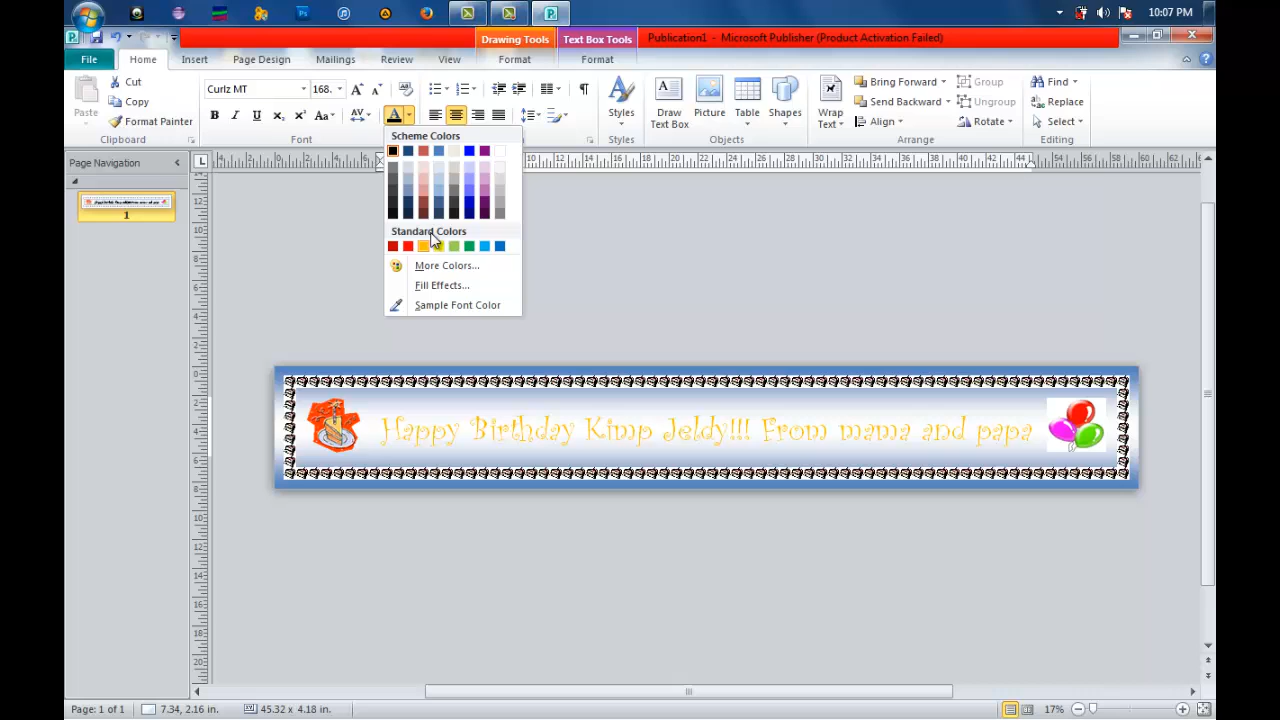 10:07 PM
Drawing Tools
Text Box Tools
Publication1 - Microsoft Publisher (Product Activation Failed)
File
Home
Insert
Page Design
Mailings
Review
View
Format
Format
Paste
Cut
Copy
Format Painter
Clipboard
Curlz MT
168.
Font
Styles
Styles
Draw Text Box
Picture
Table
Shapes
Objects
Wrap Text
Bring Forward
Send Backward
Align
Group
Ungroup
Rotate
Arrange
Find
Replace
Select
Editing
Page Navigation
1
Scheme Colors
Standard Colors
More Colors...
Fill Effects...
Sample Font Color
Happy Birthday Kimp Jeldy!!! From mama and papa
Page: 1 of 1
7.34, 2.16 in.
45.32 x 4.18 in.
17%